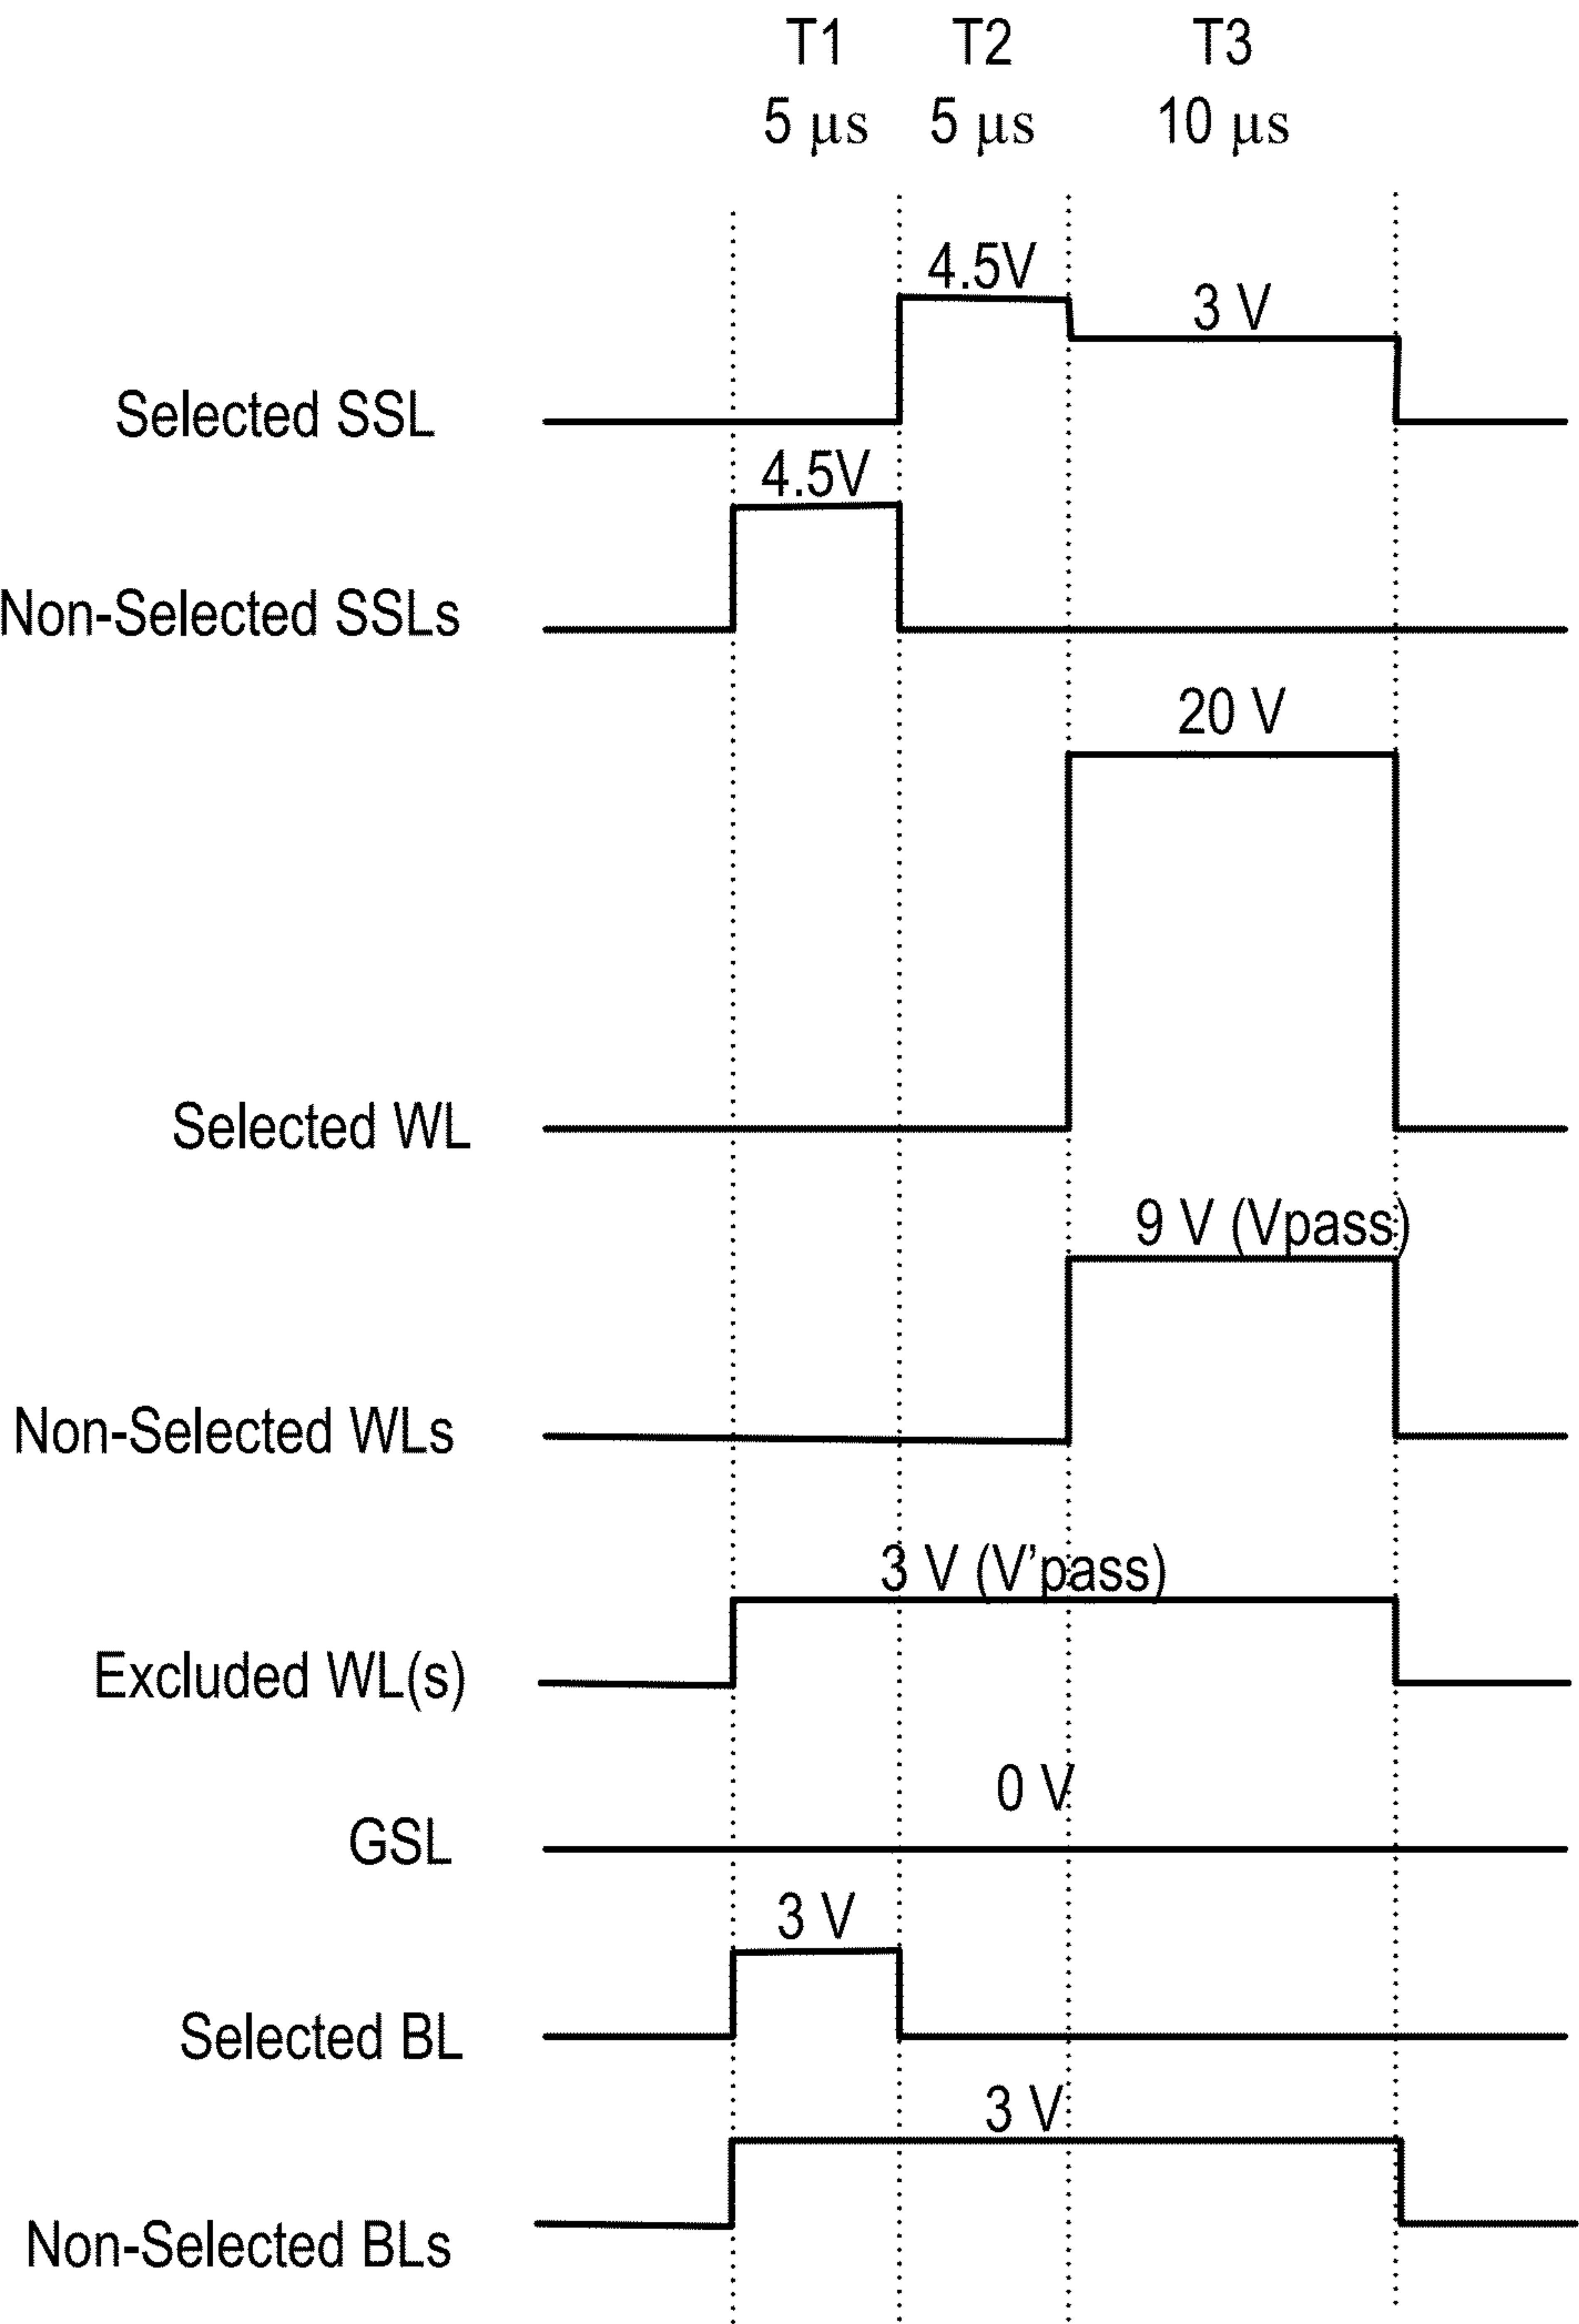 T1 T2 T3
5 µs 5 µs 10 µs
4.5V
3 V
Selected SSL
4.5V
Non-Selected SSLs
20 V
Selected WL
9 V (Vpass)
Non-Selected WLs
3 V (V’pass)
Excluded WL(s)
0 V
GSL
3 V
Selected BL
3 V
Non-Selected BLs